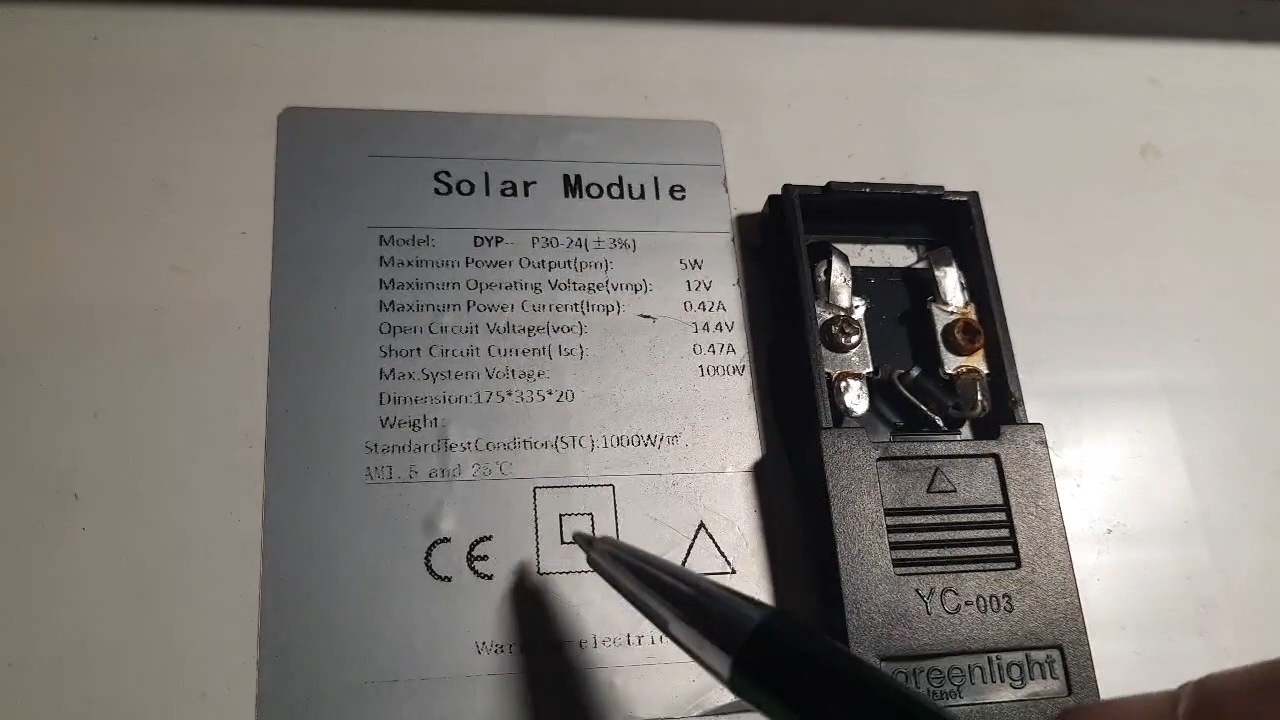 Solar Module
Model: DYP-- P30-24(±3%)
Maximum Power Output(pm): 5W
Maximum Operating Voltage(vmp): 12V
Maximum Power Current(Imp): 0.42A
Open Circuit Voltage(voc): 14.4V
Short Circuit Current( Isc): 0.47A
Max.System Voltage: 1000V
Dimension:175*335*20
Weight:
StandardTestCondition(STC):1000W/㎡,
AM1.5 and 25℃
CE
electric
YC-003
greenlight